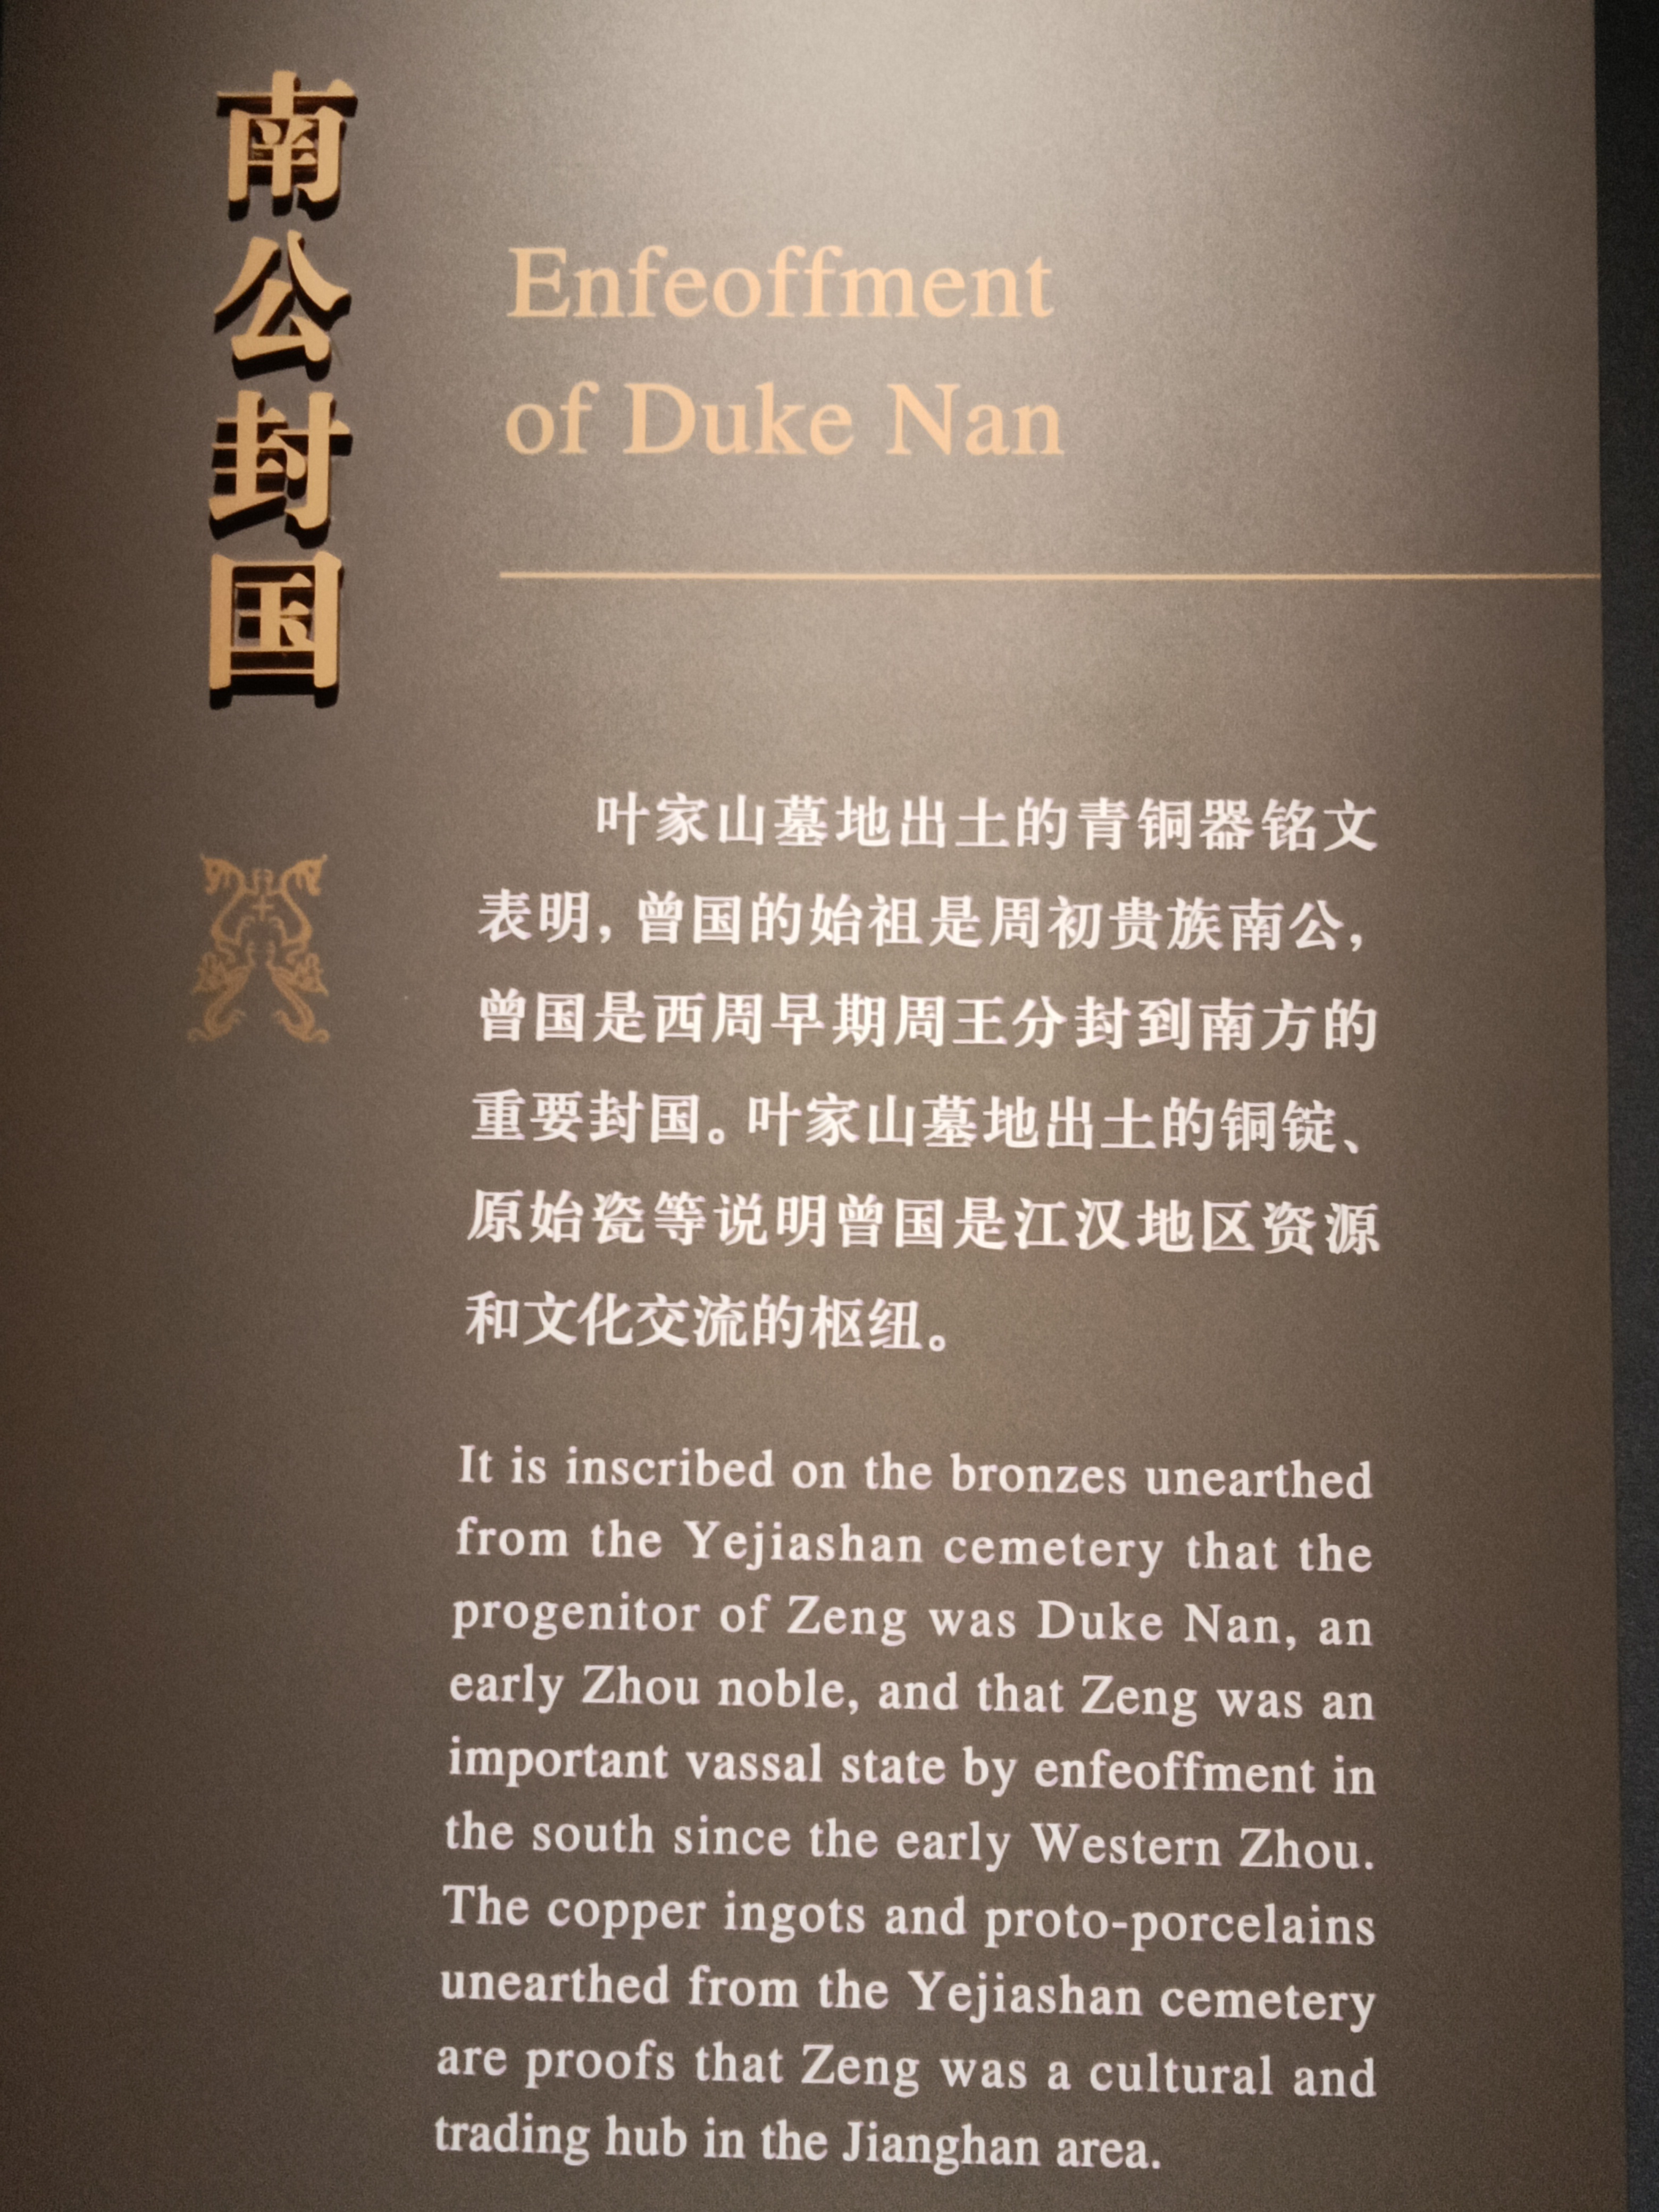 南公封国
Enfeoffment
of Duke Nan
叶家山墓地出土的青铜器铭文
表明，曾国的始祖是周初贵族南公，
曾国是西周早期周王分封到南方的
重要封国。叶家山墓地出土的铜锭、
原始瓷等说明曾国是江汉地区资源
和文化交流的枢纽。
It is inscribed on the bronzes unearthed
from the Yejiashan cemetery that the
progenitor of Zeng was Duke Nan, an
early Zhou noble, and that Zeng was an
important vassal state by enfeoffment in
the south since the early Western Zhou.
The copper ingots and proto-porcelains
unearthed from the Yejiashan cemetery
are proofs that Zeng was a cultural and
trading hub in the Jianghan area.